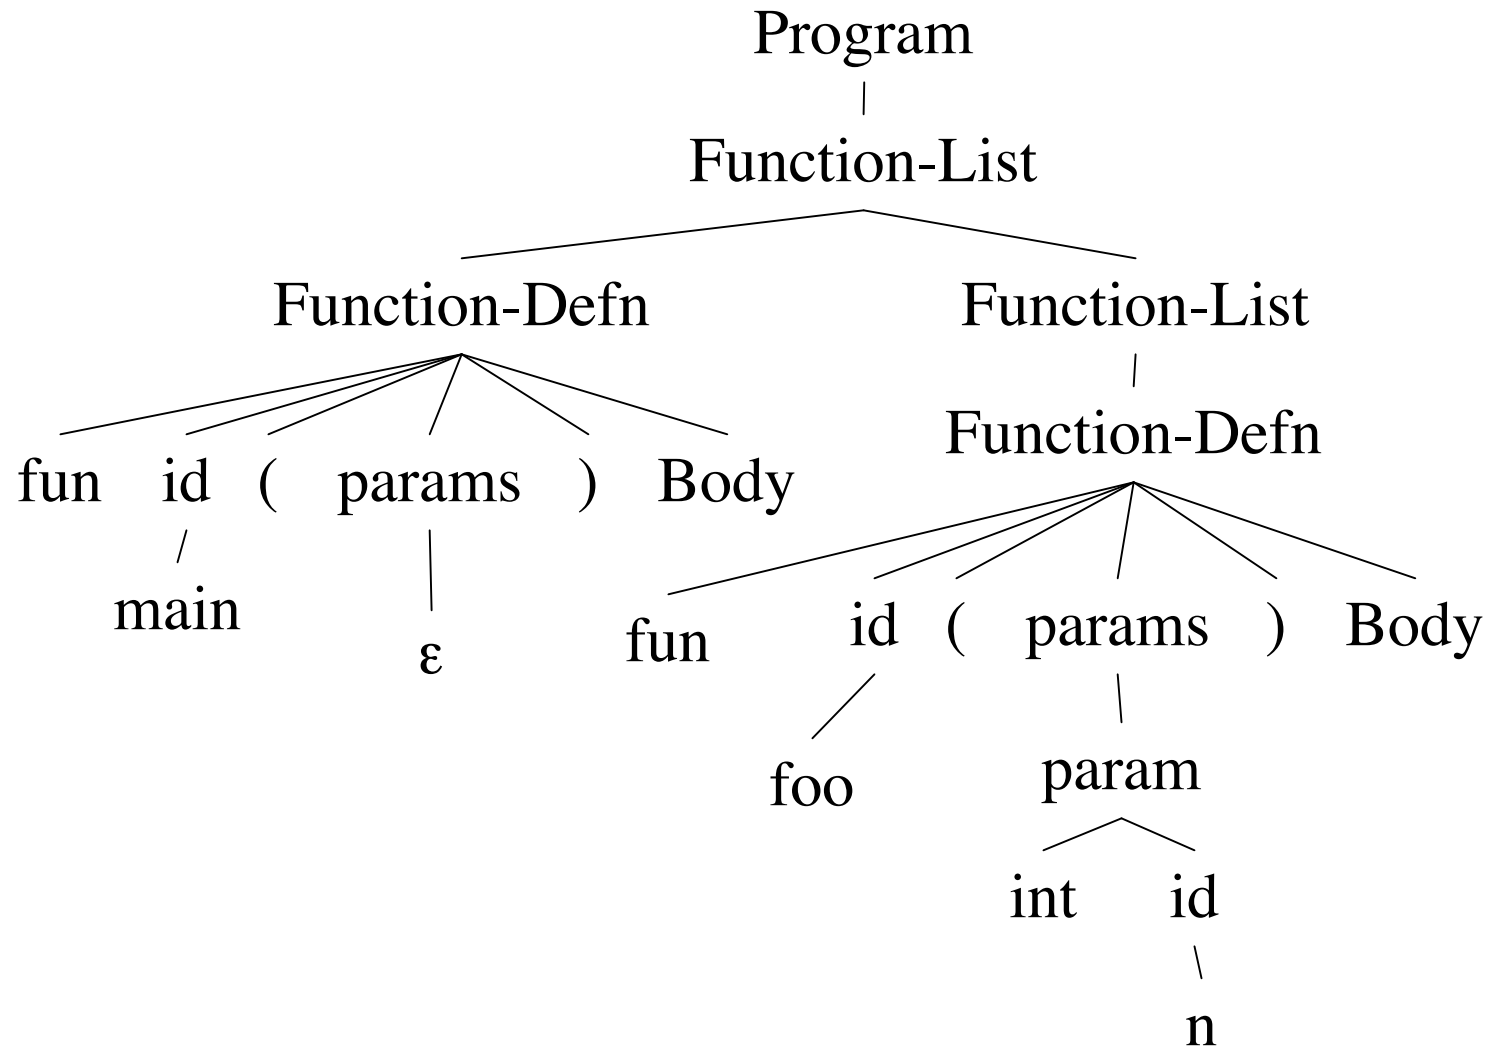 Program
Function-List
Function-Defn Function-List
Function-Defn
fun id ( params ) Body
main
ε
fun id ( params ) Body
foo
param
int id
n